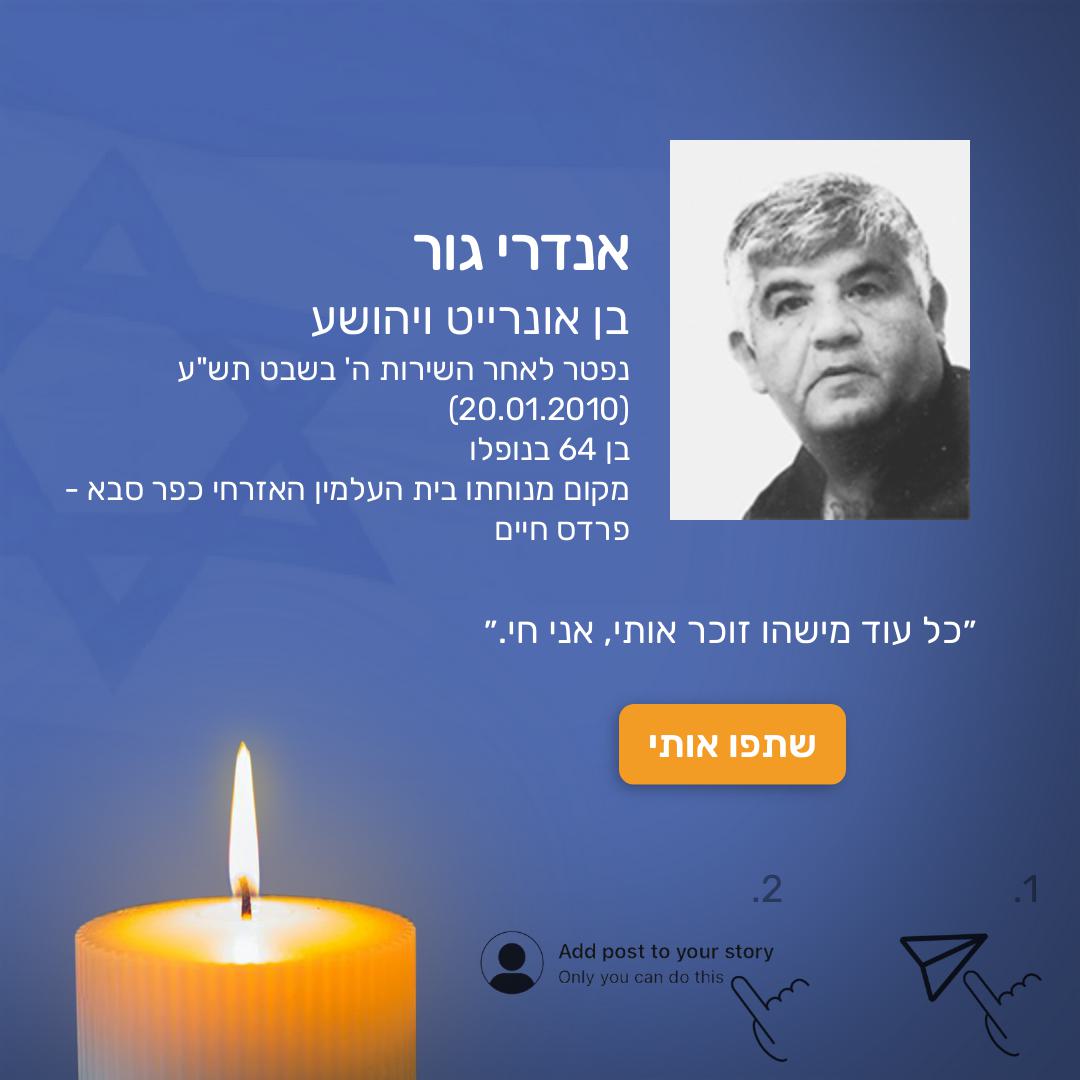 אנדרי גור
בן אונרייט ויהושע
נפטר לאחר השירות ה' בשבט תש"ע
(20.01.2010)
בן 64 בנופלו
מקום מנוחתו בית העלמין האזרחי כפר סבא -
פרדס חיים
״כל עוד מישהו זוכר אותי, אני חי.״
שתפו אותי
.1
.2
Add post to your story
Only you can do this